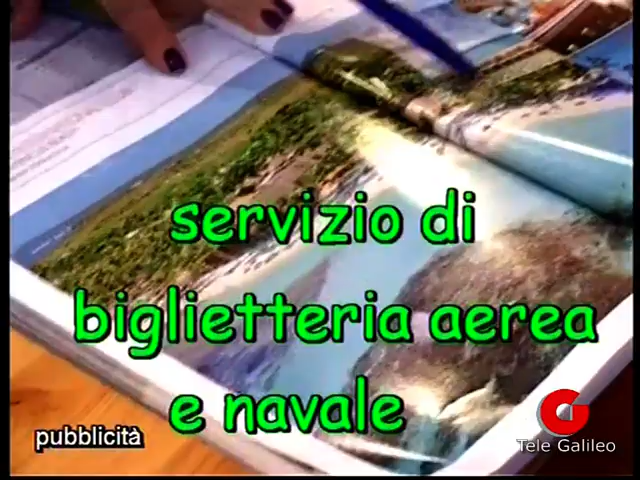 servizio di
biglietteria aerea
e navale
pubblicità
Tele Galileo